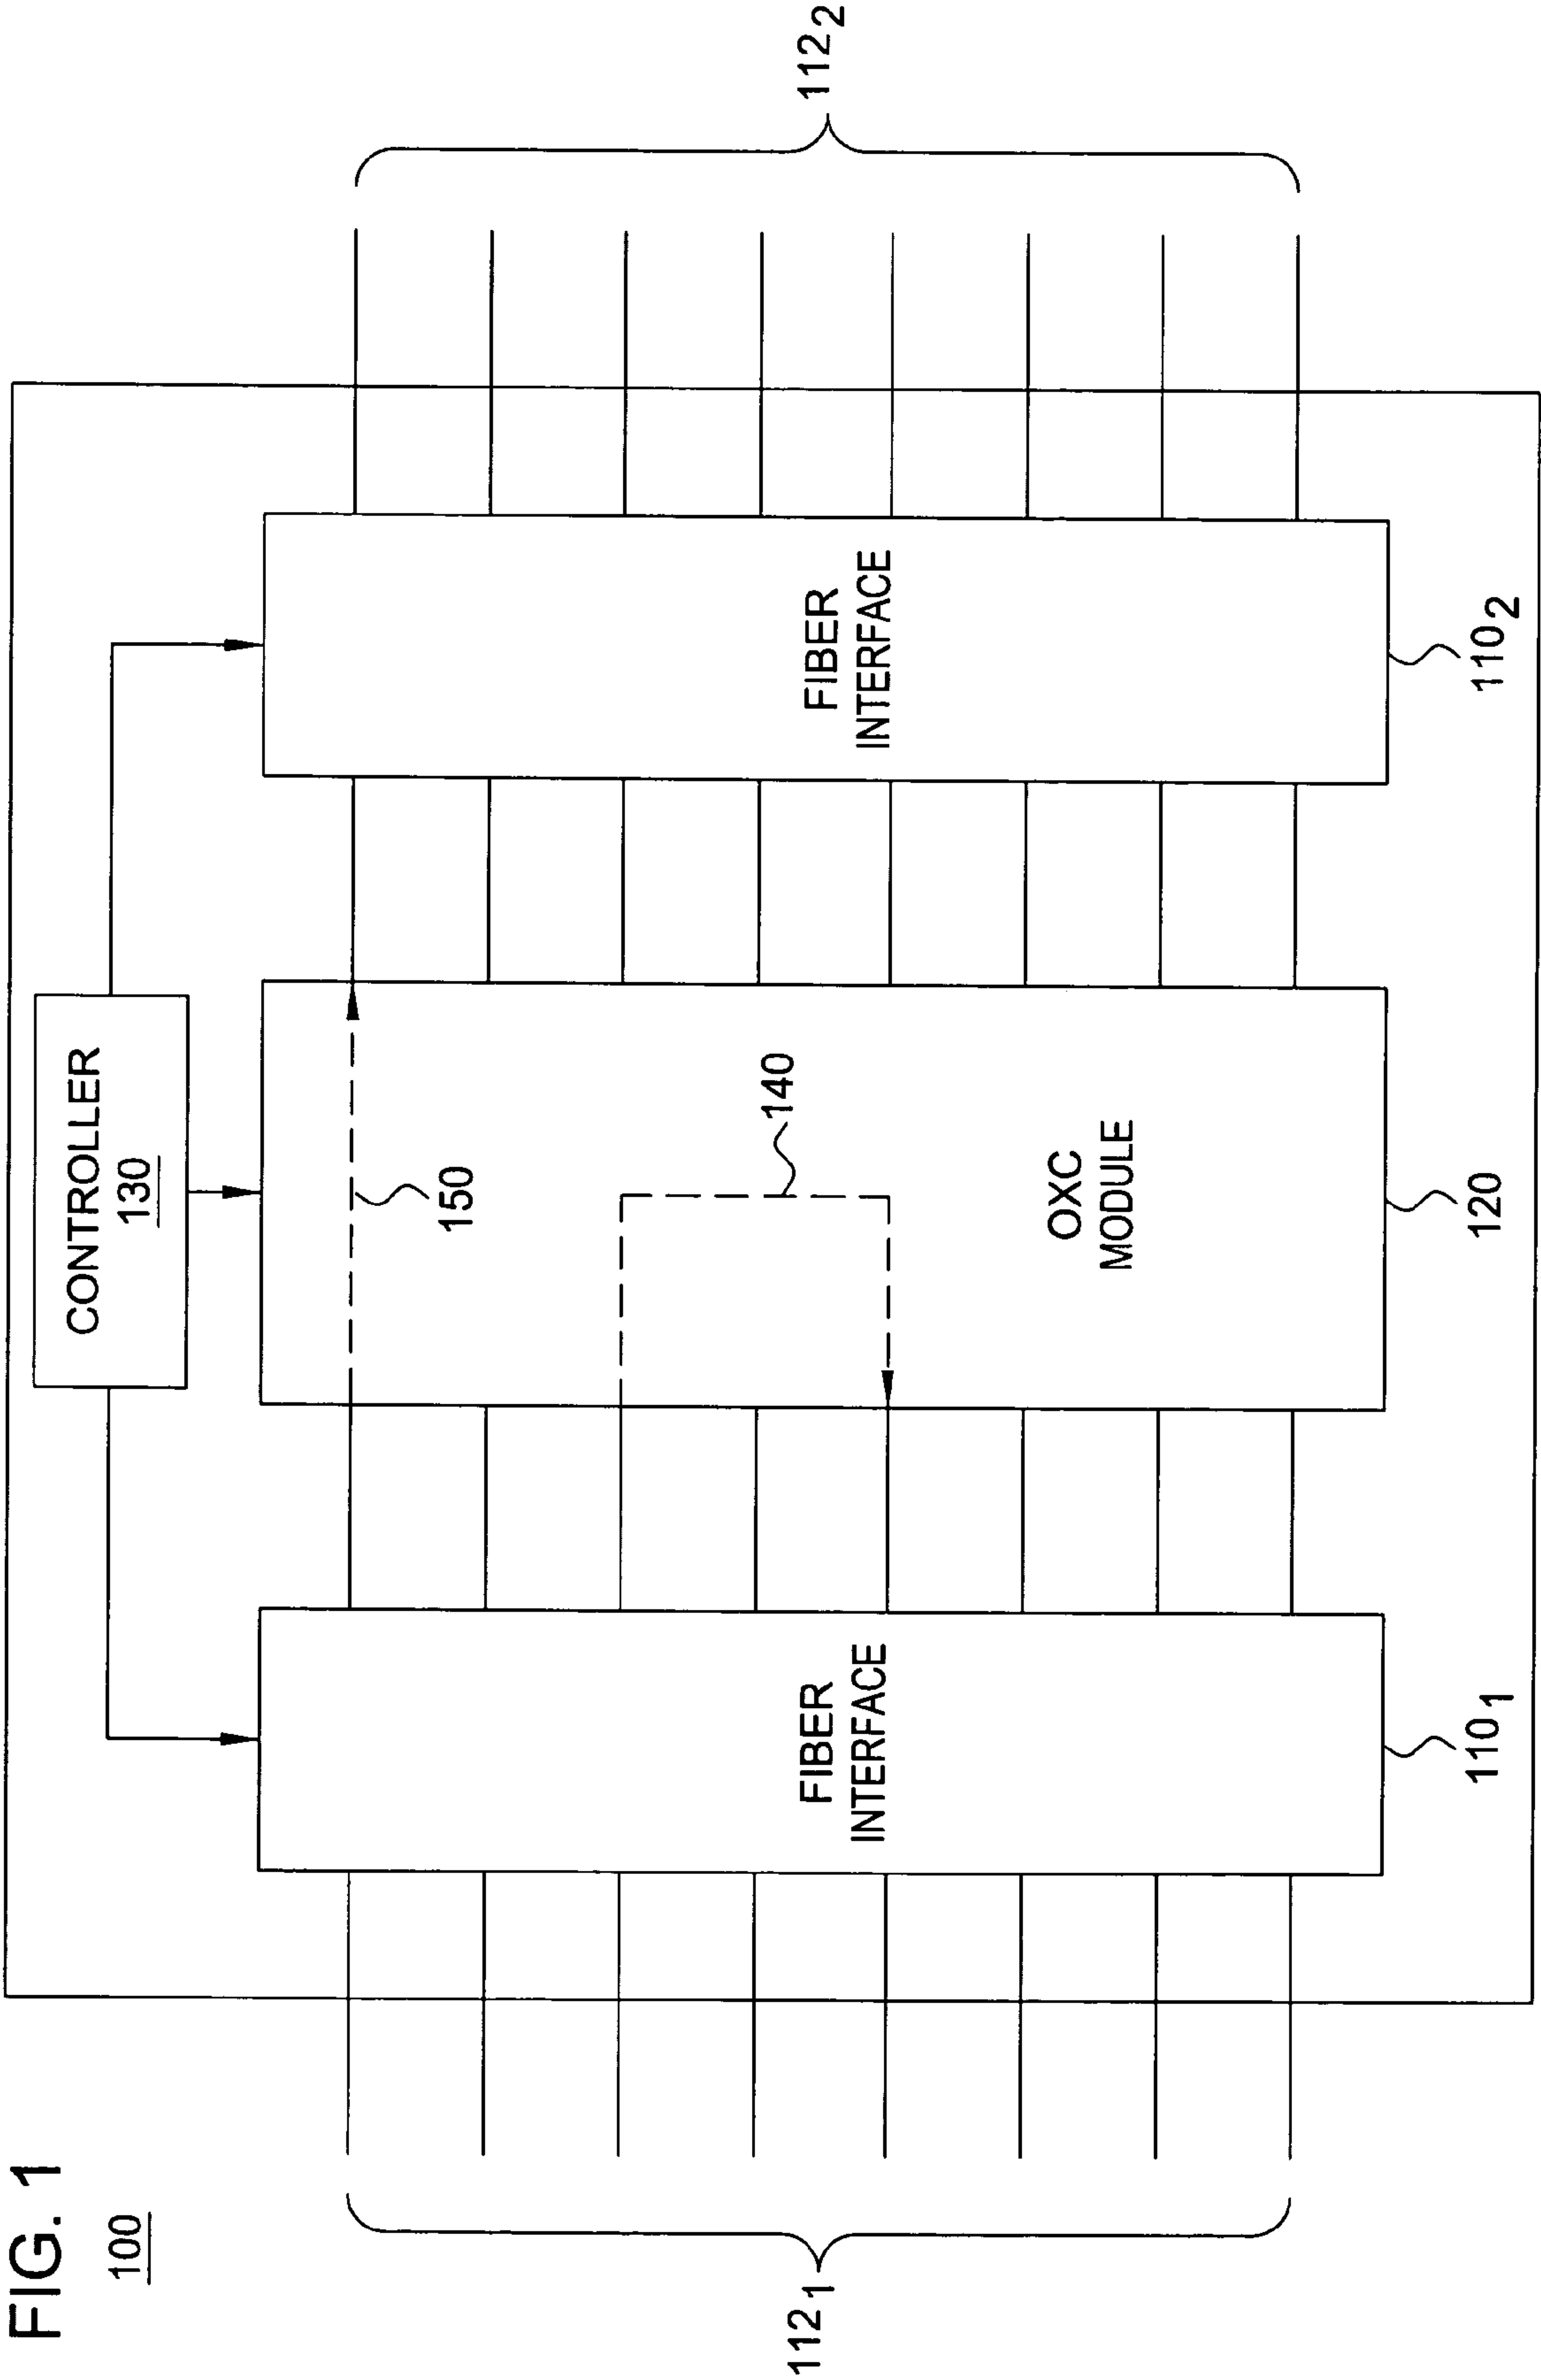 FIG. 1
100
CONTROLLER
130
150
140
OXC
MODULE
FIBER
INTERFACE
FIBER
INTERFACE
112₁
112₂
110₁
120
110₂